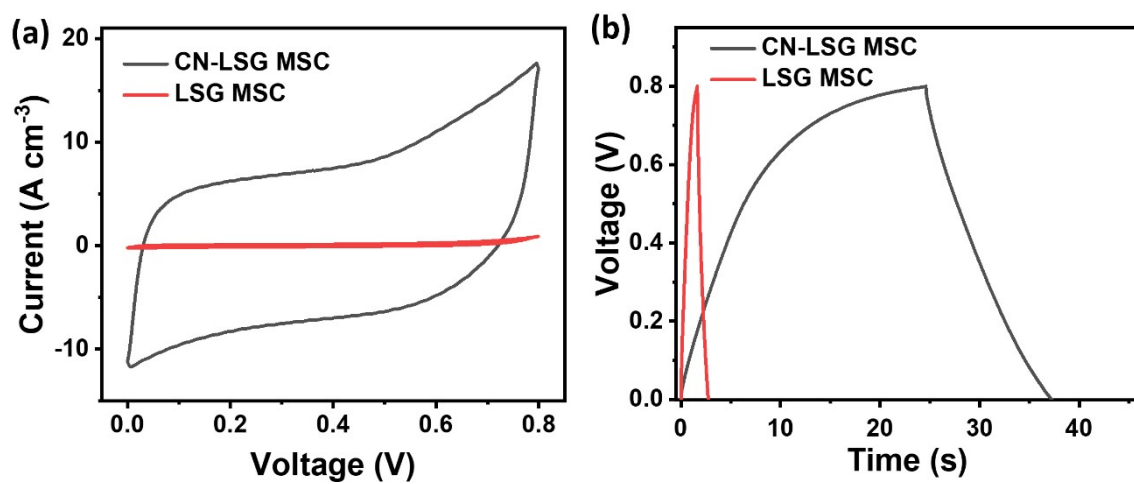 (a)
CN-LSG MSC
LSG MSC
20
10
0
-10
Current (A cm-3)
0.0 0.2 0.4 0.6 0.8
Voltage (V)
(b)
CN-LSG MSC
LSG MSC
0.8
0.6
0.4
0.2
0.0
Voltage (V)
0 10 20 30 40
Time (s)